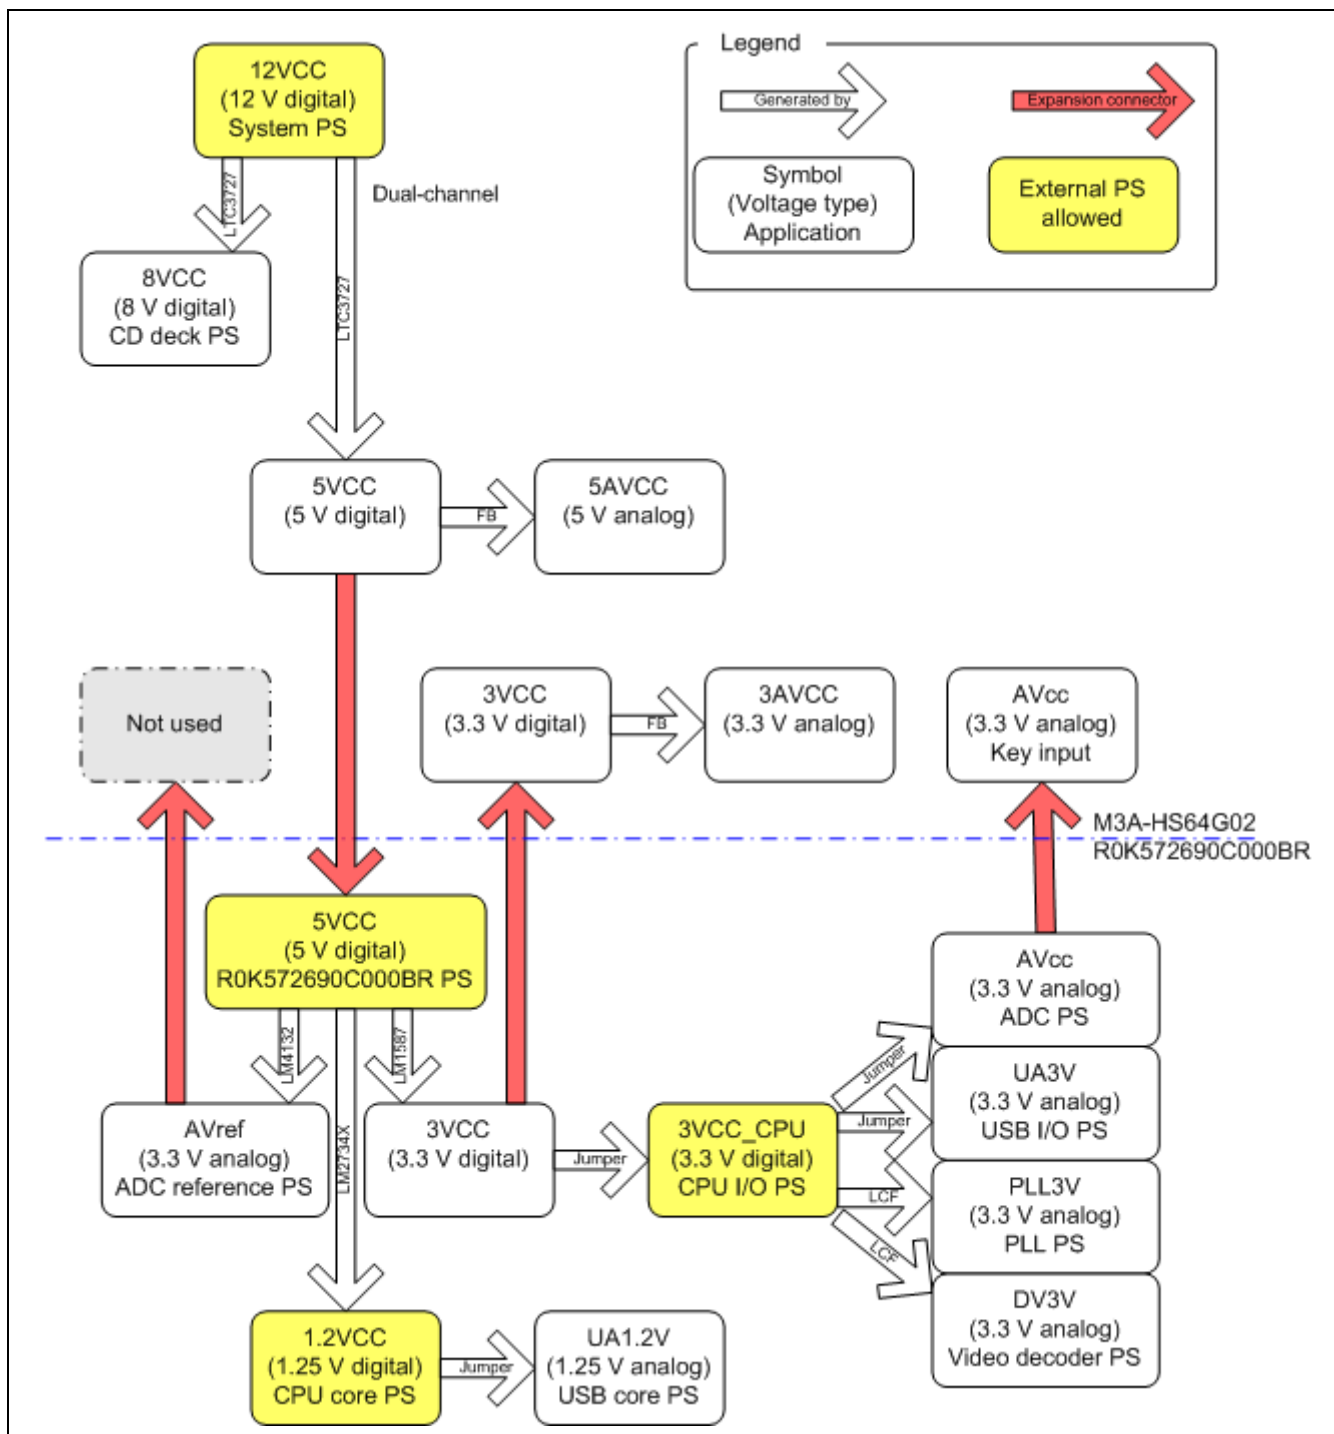 Legend
Generated by
Expansion connector
Symbol
(Voltage type)
Application
External PS
allowed
12VCC
(12 V digital)
System PS
LTC3727
LTC3727
Dual-channel
8VCC
(8 V digital)
CD deck PS
5VCC
(5 V digital)
FB
5AVCC
(5 V analog)
Not used
3VCC
(3.3 V digital)
FB
3AVCC
(3.3 V analog)
AVcc
(3.3 V analog)
Key input
M3A-HS64G02
R0K572690C000BR
5VCC
(5 V digital)
R0K572690C000BR PS
LM4132
LM2734X
LM1587
AVref
(3.3 V analog)
ADC reference PS
3VCC
(3.3 V digital)
Jumper
3VCC_CPU
(3.3 V digital)
CPU I/O PS
Jumper
Jumper
LCF
LCF
AVcc
(3.3 V analog)
ADC PS
UA3V
(3.3 V analog)
USB I/O PS
PLL3V
(3.3 V analog)
PLL PS
DV3V
(3.3 V analog)
Video decoder PS
1.2VCC
(1.25 V digital)
CPU core PS
Jumper
UA1.2V
(1.25 V analog)
USB core PS